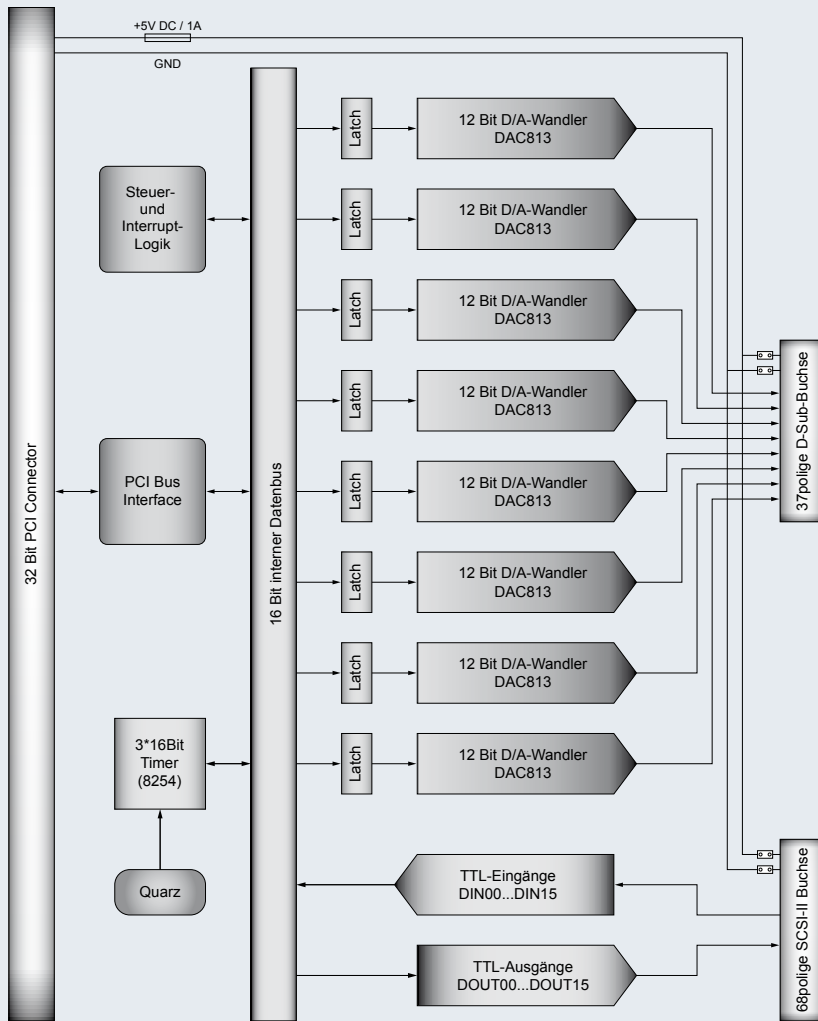 +5V DC / 1A
GND
32 Bit PCI Connector
Steuer-
und
Interrupt-
Logik
PCI Bus
Interface
3*16Bit
Timer
(8254)
Quarz
16 Bit interner Datenbus
Latch
12 Bit D/A-Wandler
DAC813
Latch
12 Bit D/A-Wandler
DAC813
Latch
12 Bit D/A-Wandler
DAC813
Latch
12 Bit D/A-Wandler
DAC813
Latch
12 Bit D/A-Wandler
DAC813
Latch
12 Bit D/A-Wandler
DAC813
Latch
12 Bit D/A-Wandler
DAC813
Latch
12 Bit D/A-Wandler
DAC813
TTL-Eingänge
DIN00...DIN15
TTL-Ausgänge
DOUT00...DOUT15
37polige D-Sub-Buchse
68polige SCSI-II Buchse